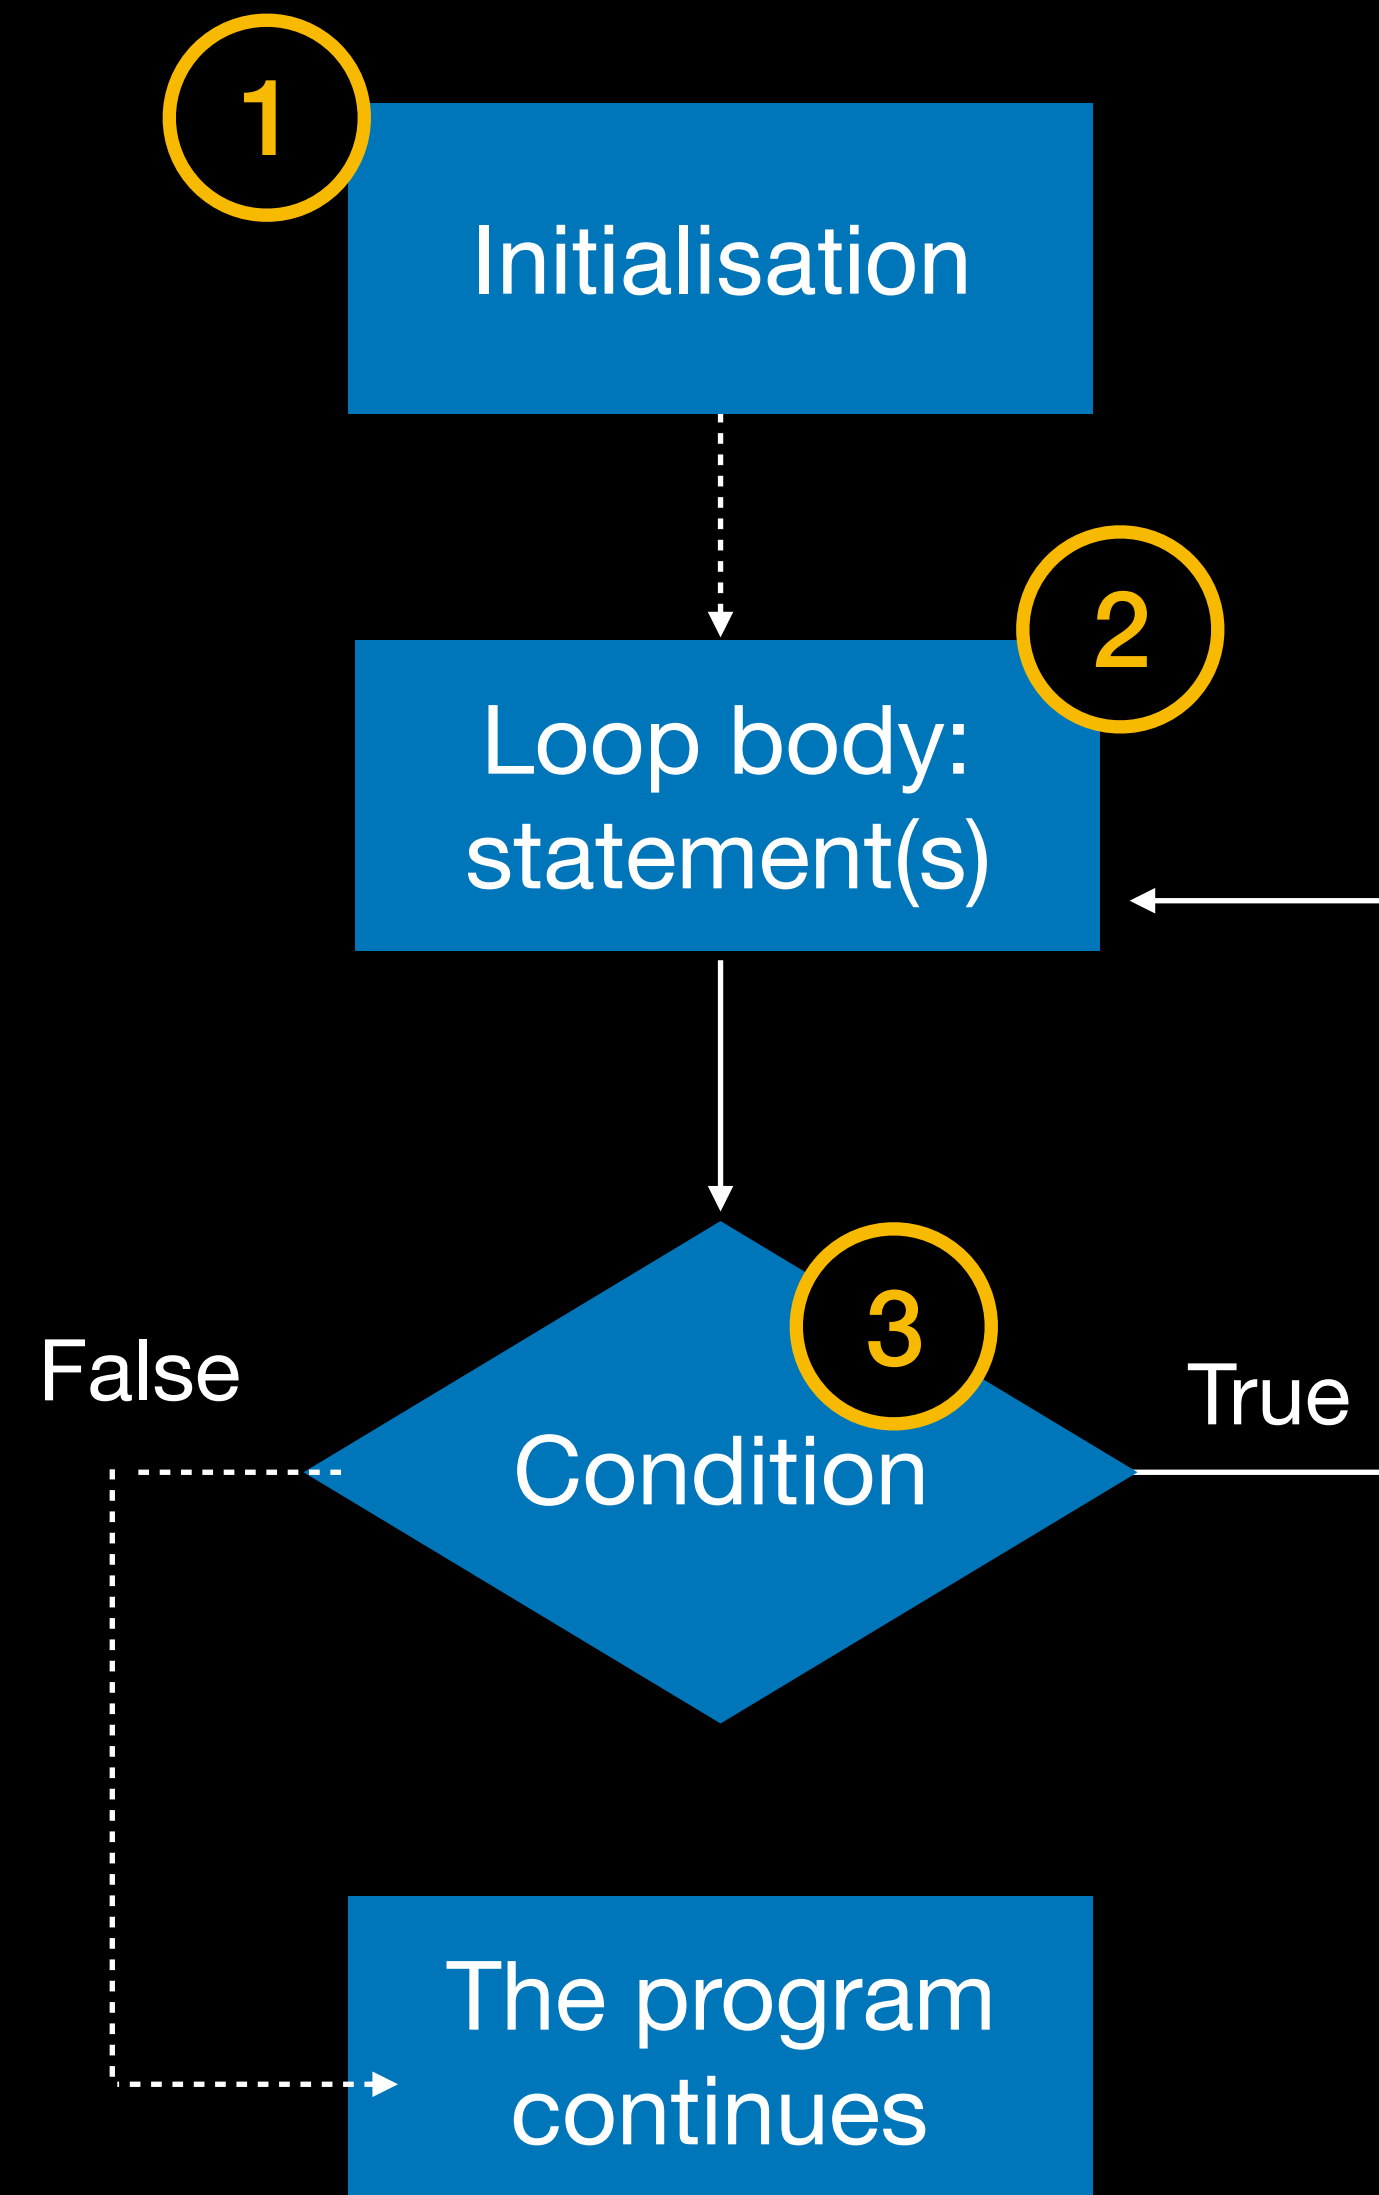 1
Initialisation
2
Loop body:
statement(s)
3
False
True
Condition
The program
continues